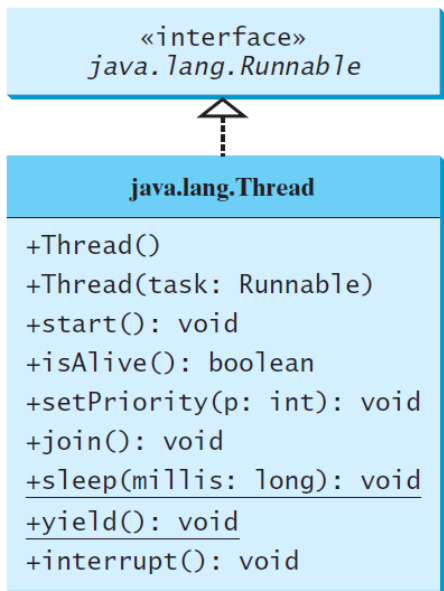 «interface»
java.lang.Runnable
java.lang.Thread
+Thread()
+Thread(task: Runnable)
+start(): void
+isAlive(): boolean
+setPriority(p: int): void
+join(): void
+sleep(millis: long): void
+yield(): void
+interrupt(): void